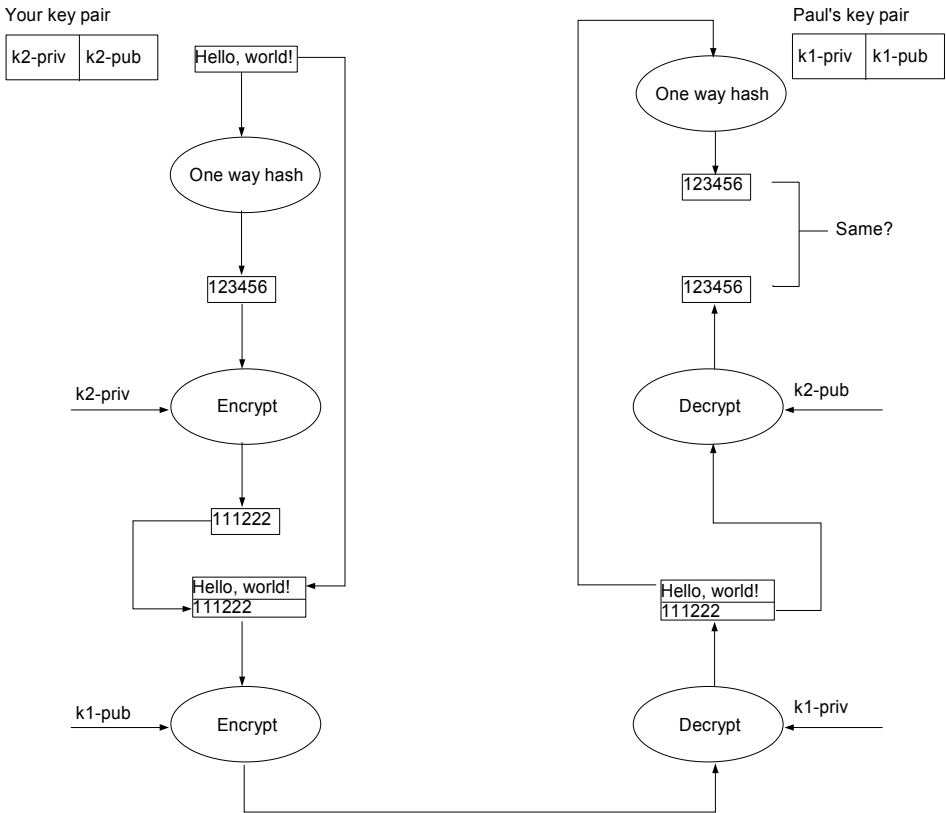 Your key pair
k2-priv k2-pub
Hello, world!
One way hash
123456
k2-priv
Encrypt
111222
Hello, world!
111222
k1-pub
Encrypt
Paul's key pair
k1-priv k1-pub
One way hash
123456
Same?
123456
k2-pub
Decrypt
Hello, world!
111222
k1-priv
Decrypt